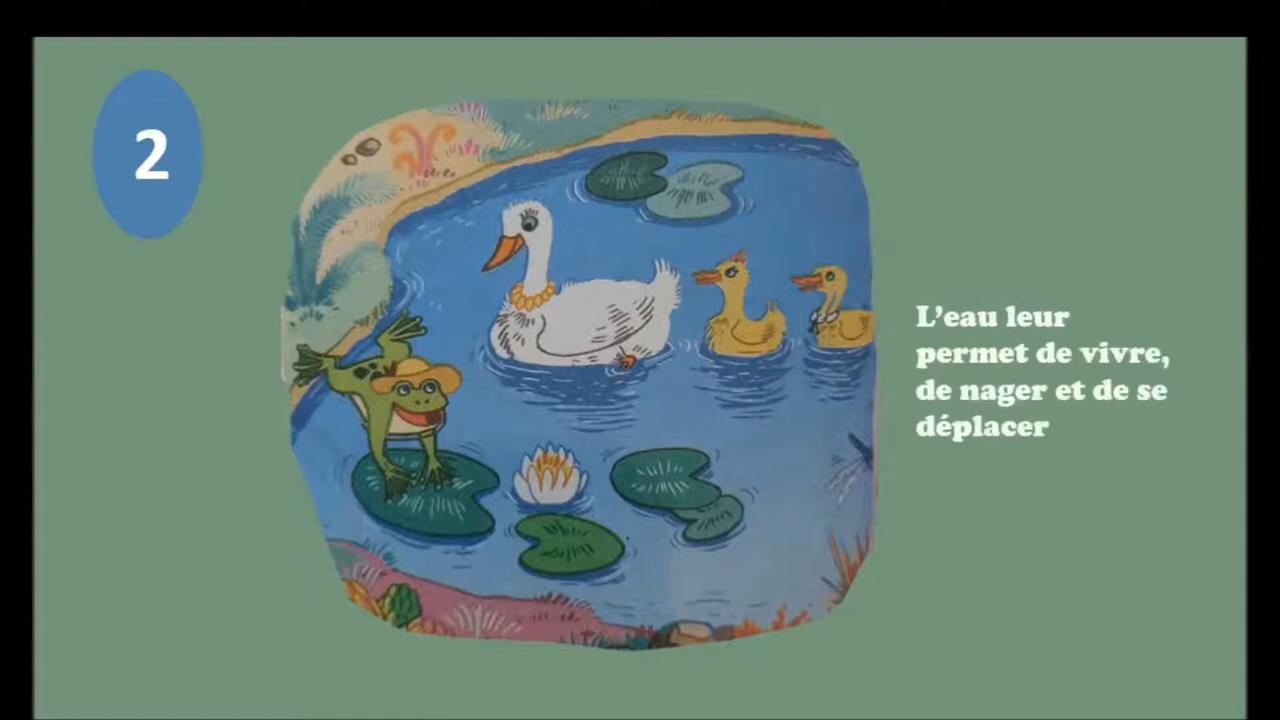 2
L'eau leur
permet de vivre,
de nager et de se
déplacer